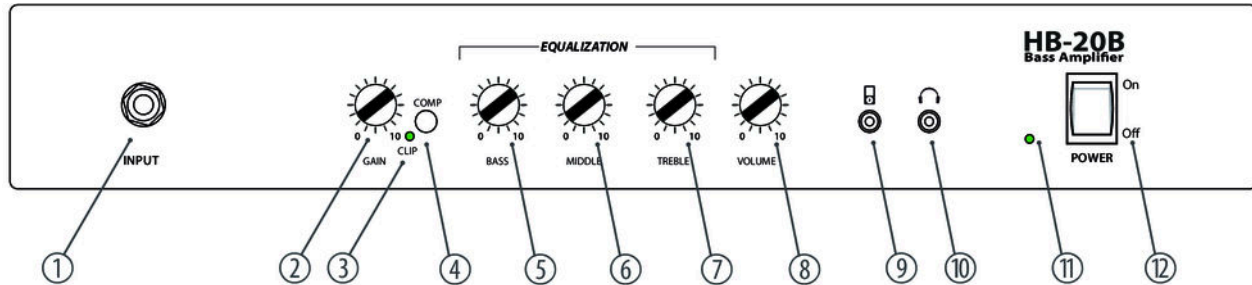 HB-20B
Bass Amplifier
EQUALIZATION
INPUT
0 10
GAIN
COMP
CLIP
0 10
BASS
0 10
MIDDLE
0 10
TREBLE
0 10
VOLUME
On
Off
POWER
1 2 3 4 5 6 7 8 9 10 11 12